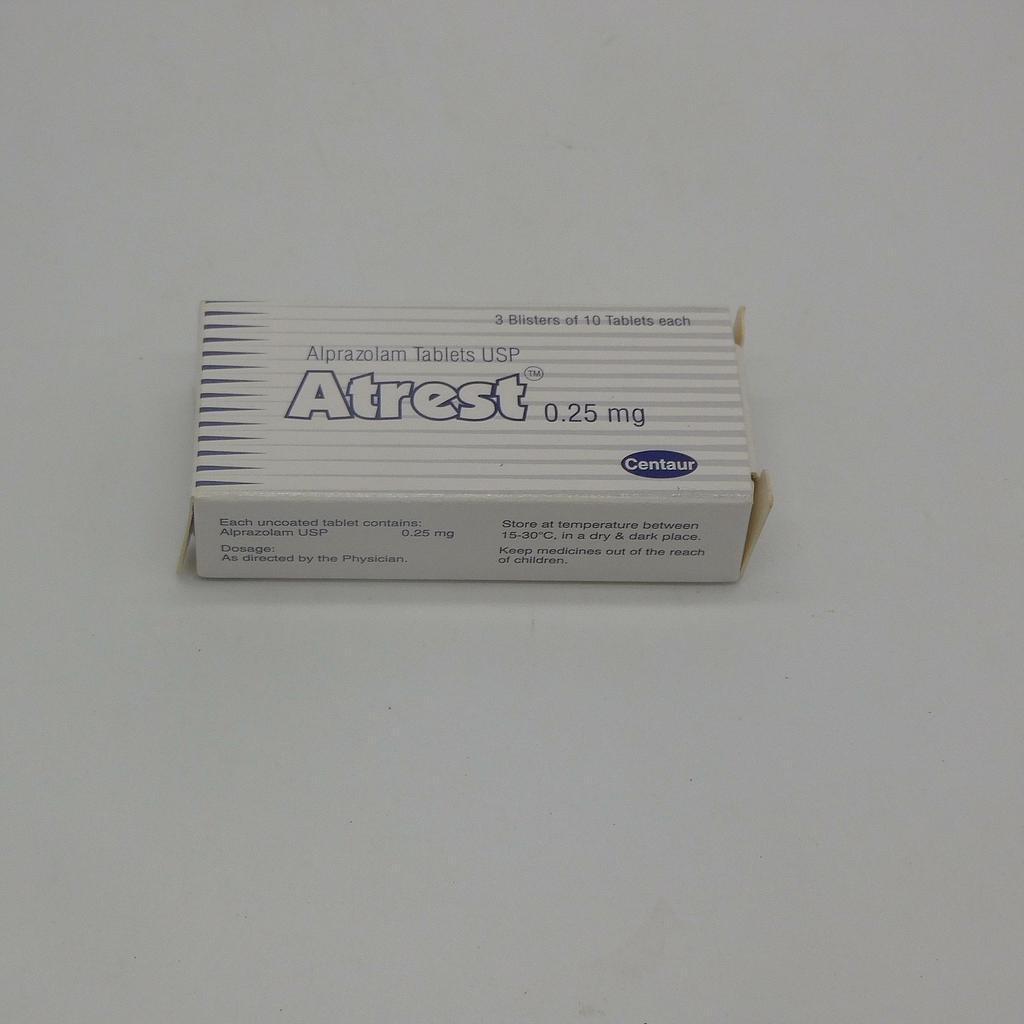 3 Blisters of 10 Tablets each
Alprazolam Tablets USP
Atrest™ 0.25 mg
Centaur
Each uncoated tablet contains:
Alprazolam USP 0.25 mg
Dosage:
As directed by the Physician.
Store at temperature between
15-30°C, in a dry & dark place.
Keep medicines out of the reach
of children.